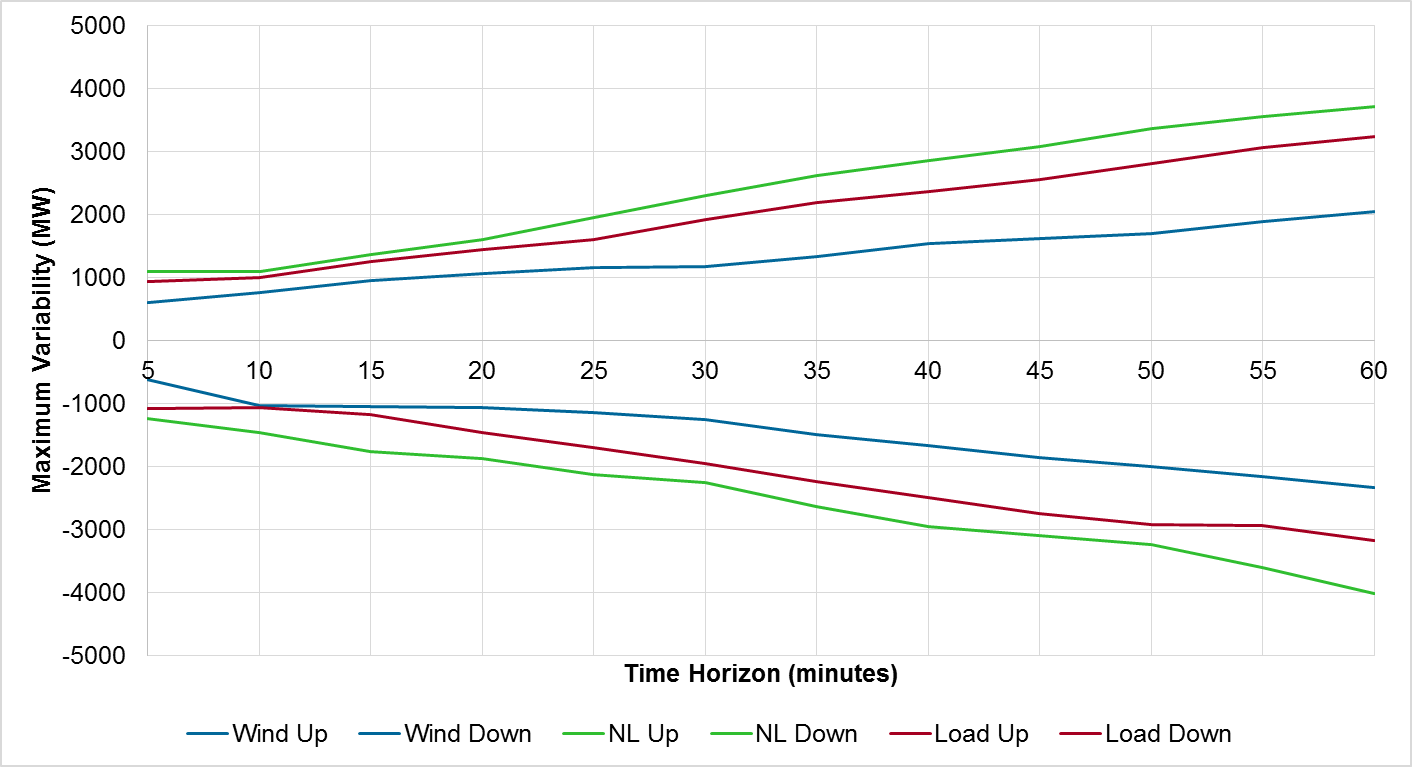 5000
4000
3000
2000
1000
0
-1000
-2000
-3000
-4000
-5000
Maximum Variability (MW)
5 10 15 20 25 30 35 40 45 50 55 60
Time Horizon (minutes)
Wind Up Wind Down NL Up NL Down Load Up Load Down